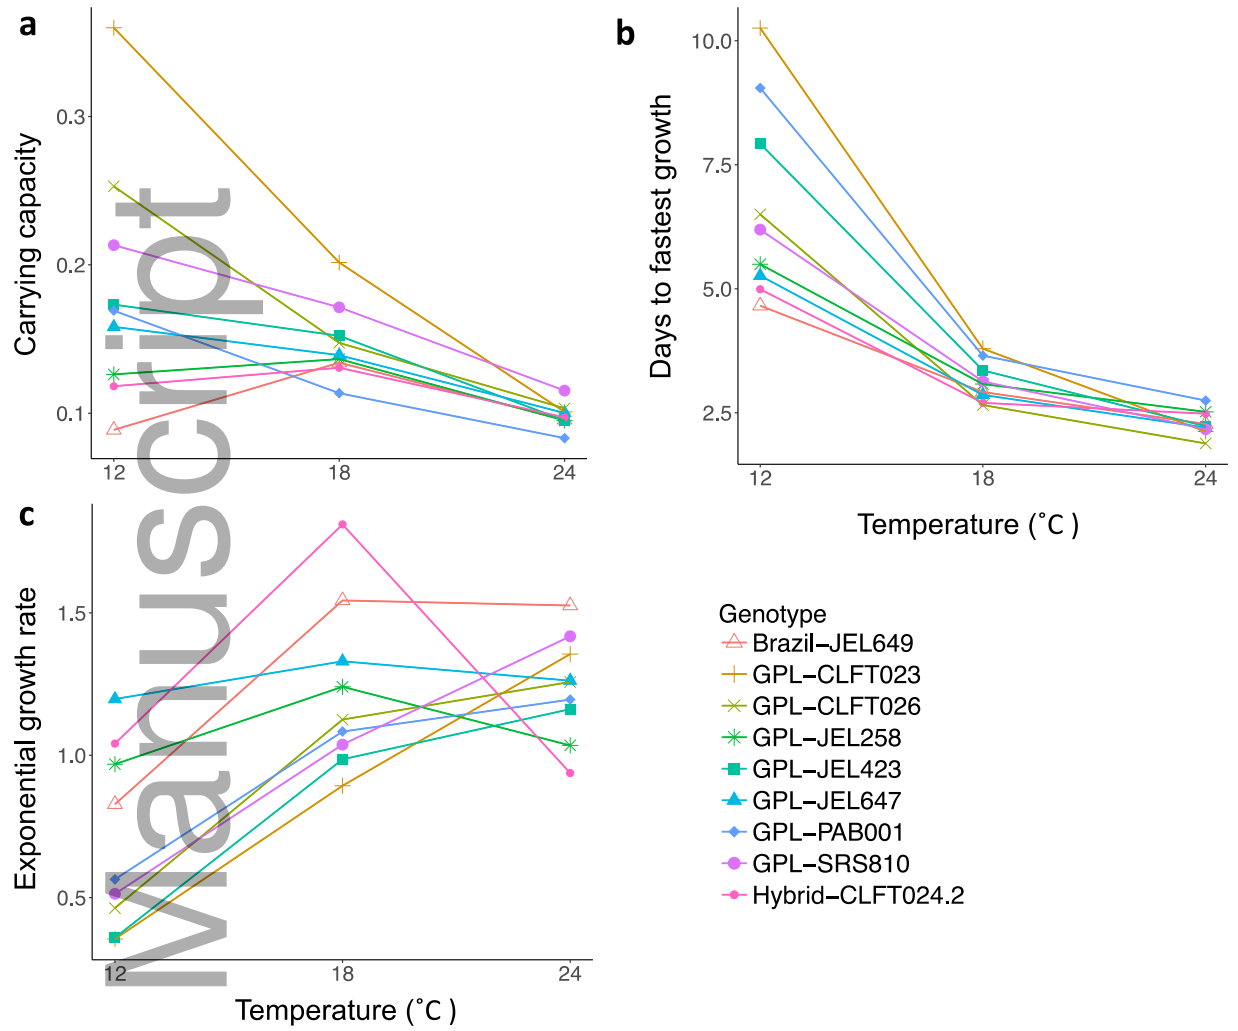 a
Carrying capacity
0.3
0.2
0.1
12
18
24
b
Days to fastest growth
10.0
7.5
5.0
2.5
12
18
24
Temperature (°C )
c
Exponential growth rate
1.5
1.0
0.5
12
18
24
Temperature (°C )
Genotype
Brazil–JEL649
GPL–CLFT023
GPL–CLFT026
GPL–JEL258
GPL–JEL423
GPL–JEL647
GPL–PAB001
GPL–SRS810
Hybrid–CLFT024.2
Manuscript